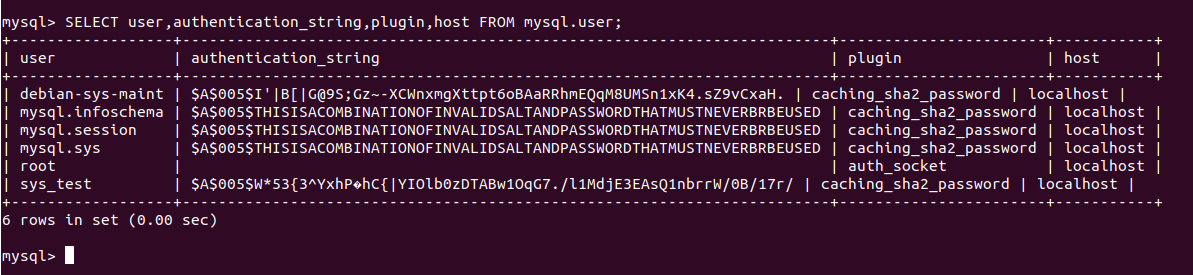 mysql> SELECT user,authentication_string,plugin,host FROM mysql.user;
+------------------+------------------------------------------------------------------------+-----------------------+-----------+
| user             | authentication_string                                                  | plugin                | host      |
+------------------+------------------------------------------------------------------------+-----------------------+-----------+
| debian-sys-maint | $A$005$I'|B[|G@9S;Gz~-XCWnxmgXttpt6oBAaRRhmEQqM8UMSn1xK4.sZ9vCxaH. | caching_sha2_password | localhost |
| mysql.infoschema | $A$005$THISISACOMBINATIONOFINVALIDSALTANDPASSWORDTHATMUSTNEVERBRBEUSED | caching_sha2_password | localhost |
| mysql.session    | $A$005$THISISACOMBINATIONOFINVALIDSALTANDPASSWORDTHATMUSTNEVERBRBEUSED | caching_sha2_password | localhost |
| mysql.sys        | $A$005$THISISACOMBINATIONOFINVALIDSALTANDPASSWORDTHATMUSTNEVERBRBEUSED | caching_sha2_password | localhost |
| root             |                                                                        | auth_socket           | localhost |
| sys_test         | $A$005$W*53{3^YxhP�hC{|YIOlb0zDTABw1OqG7./l1MdjE3EAsQ1nbrrW/0B/17r/ | caching_sha2_password | localhost |
+------------------+------------------------------------------------------------------------+-----------------------+-----------+
6 rows in set (0.00 sec)
mysql>